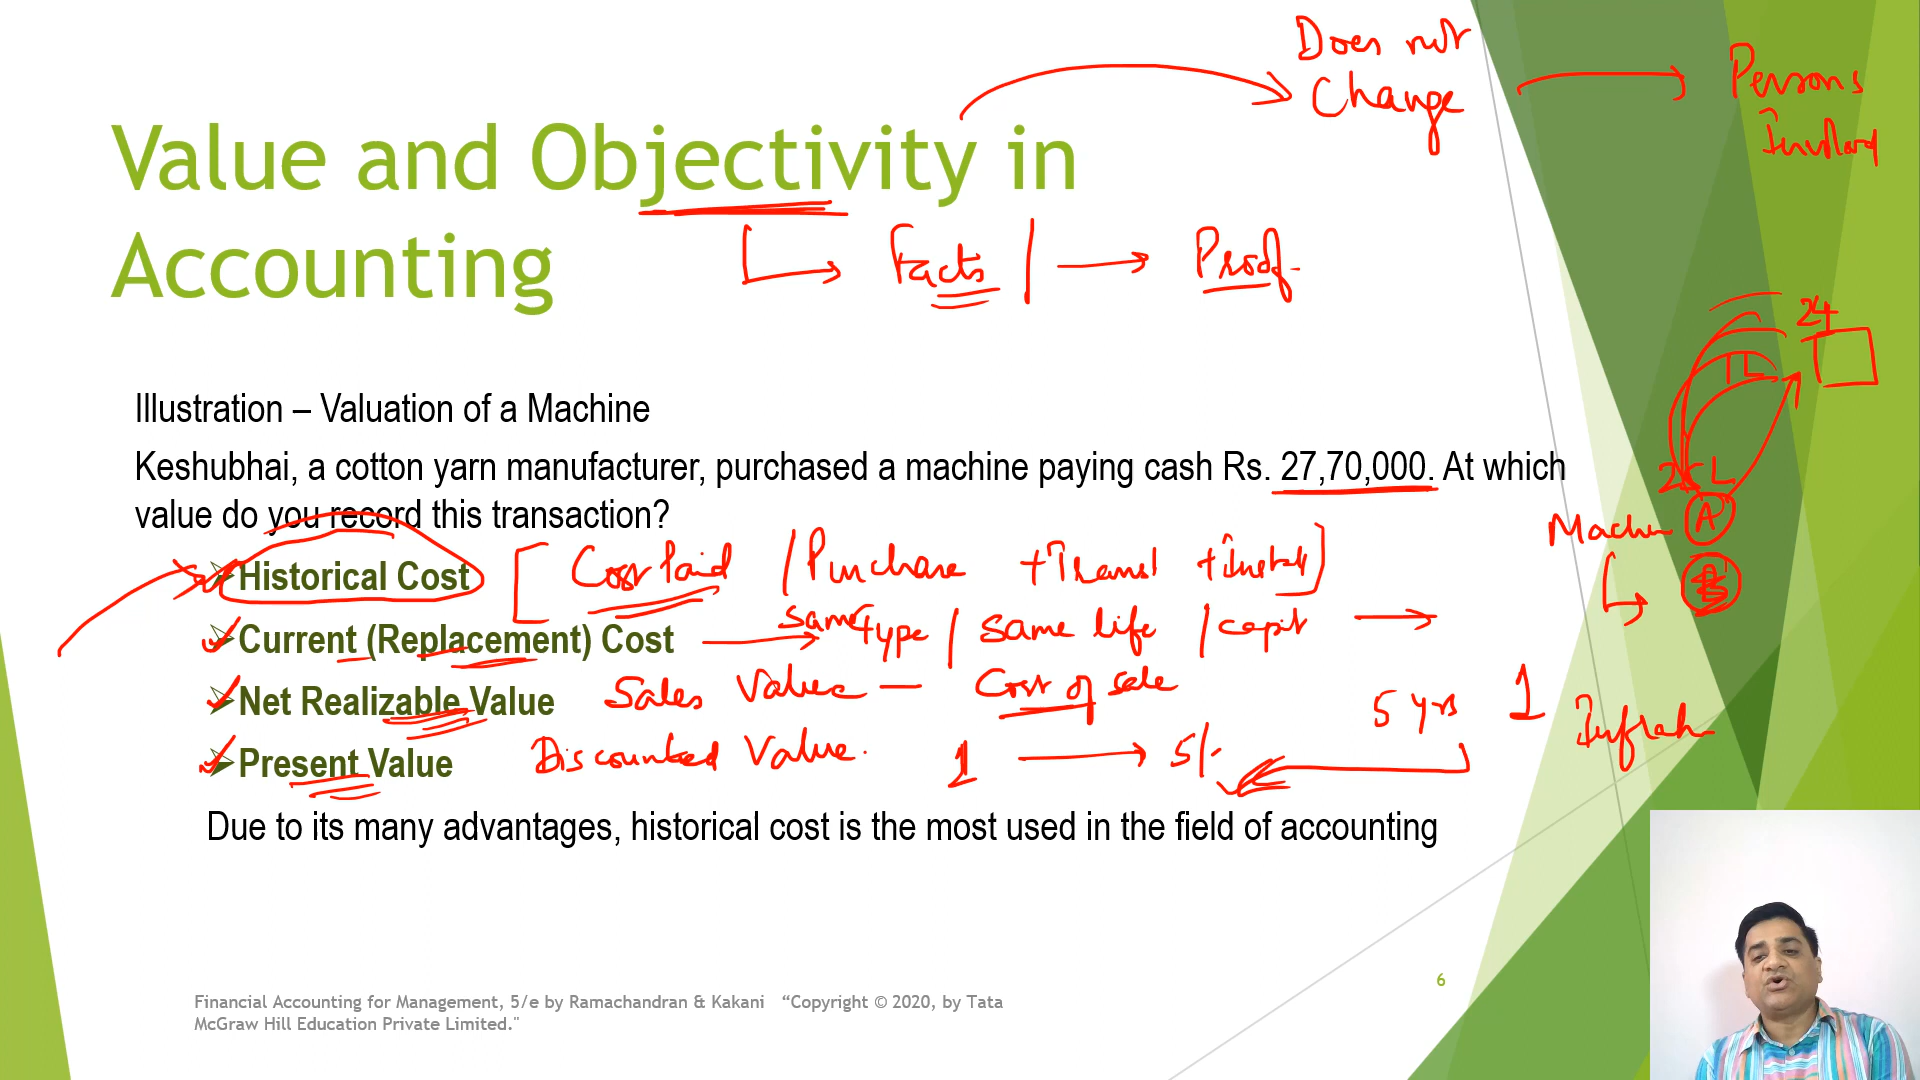 Does not
Change
Persons
Value and Objectivity in
Accounting
Facts
Proof
24
1L
Illustration – Valuation of a Machine
Keshubhai, a cotton yarn manufacturer, purchased a machine paying cash Rs. 27,70,000. At which
25L
value do you record this transaction?
A
Historical Cost
[ Cost Paid / Purchase + Transt + Install ]
B
Current (Replacement) Cost
same type / same life /
Net Realizable Value
Sales Value – Cost of sale
5 yrs 1
Present Value
Discounted Value. 1
Due to its many advantages, historical cost is the most used in the field of accounting
6
Financial Accounting for Management, 5/e by Ramachandran & Kakani “Copyright © 2020, by Tata
McGraw Hill Education Private Limited."